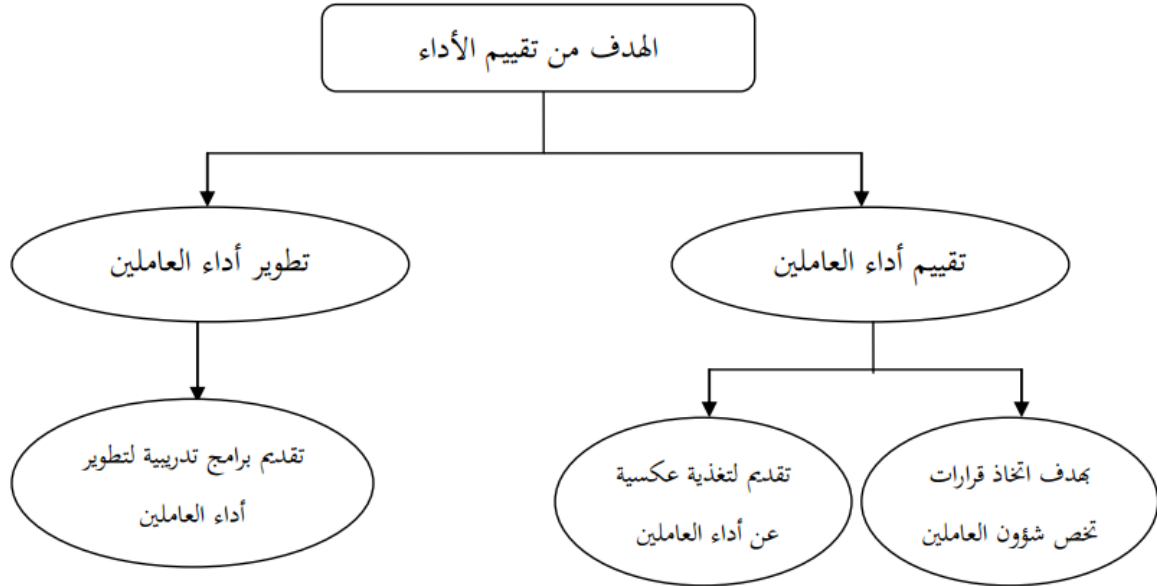 الهدف من تقييم الأداء
تقييم أداء العاملين
تطوير أداء العاملين
بهدف اتخاذ قرارات
تخص شؤون العاملين
تقديم لتغذية عكسية
عن أداء العاملين
تقديم برامج تدريبية لتطوير
أداء العاملين